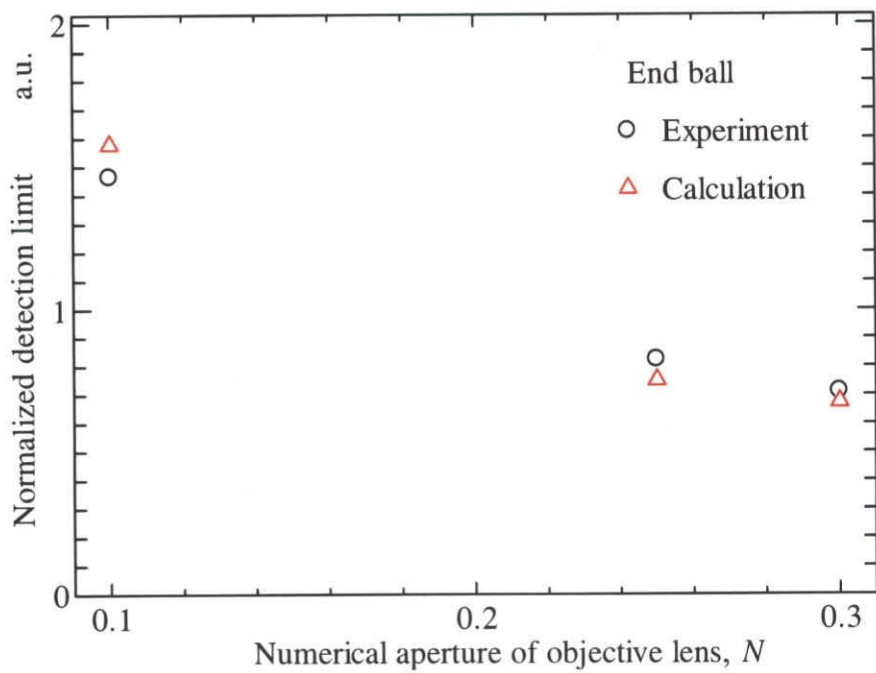 2
a.u.
End ball
Experiment
Calculation
Normalized detection limit
1
0
0.1
0.2
0.3
Numerical aperture of objective lens, N